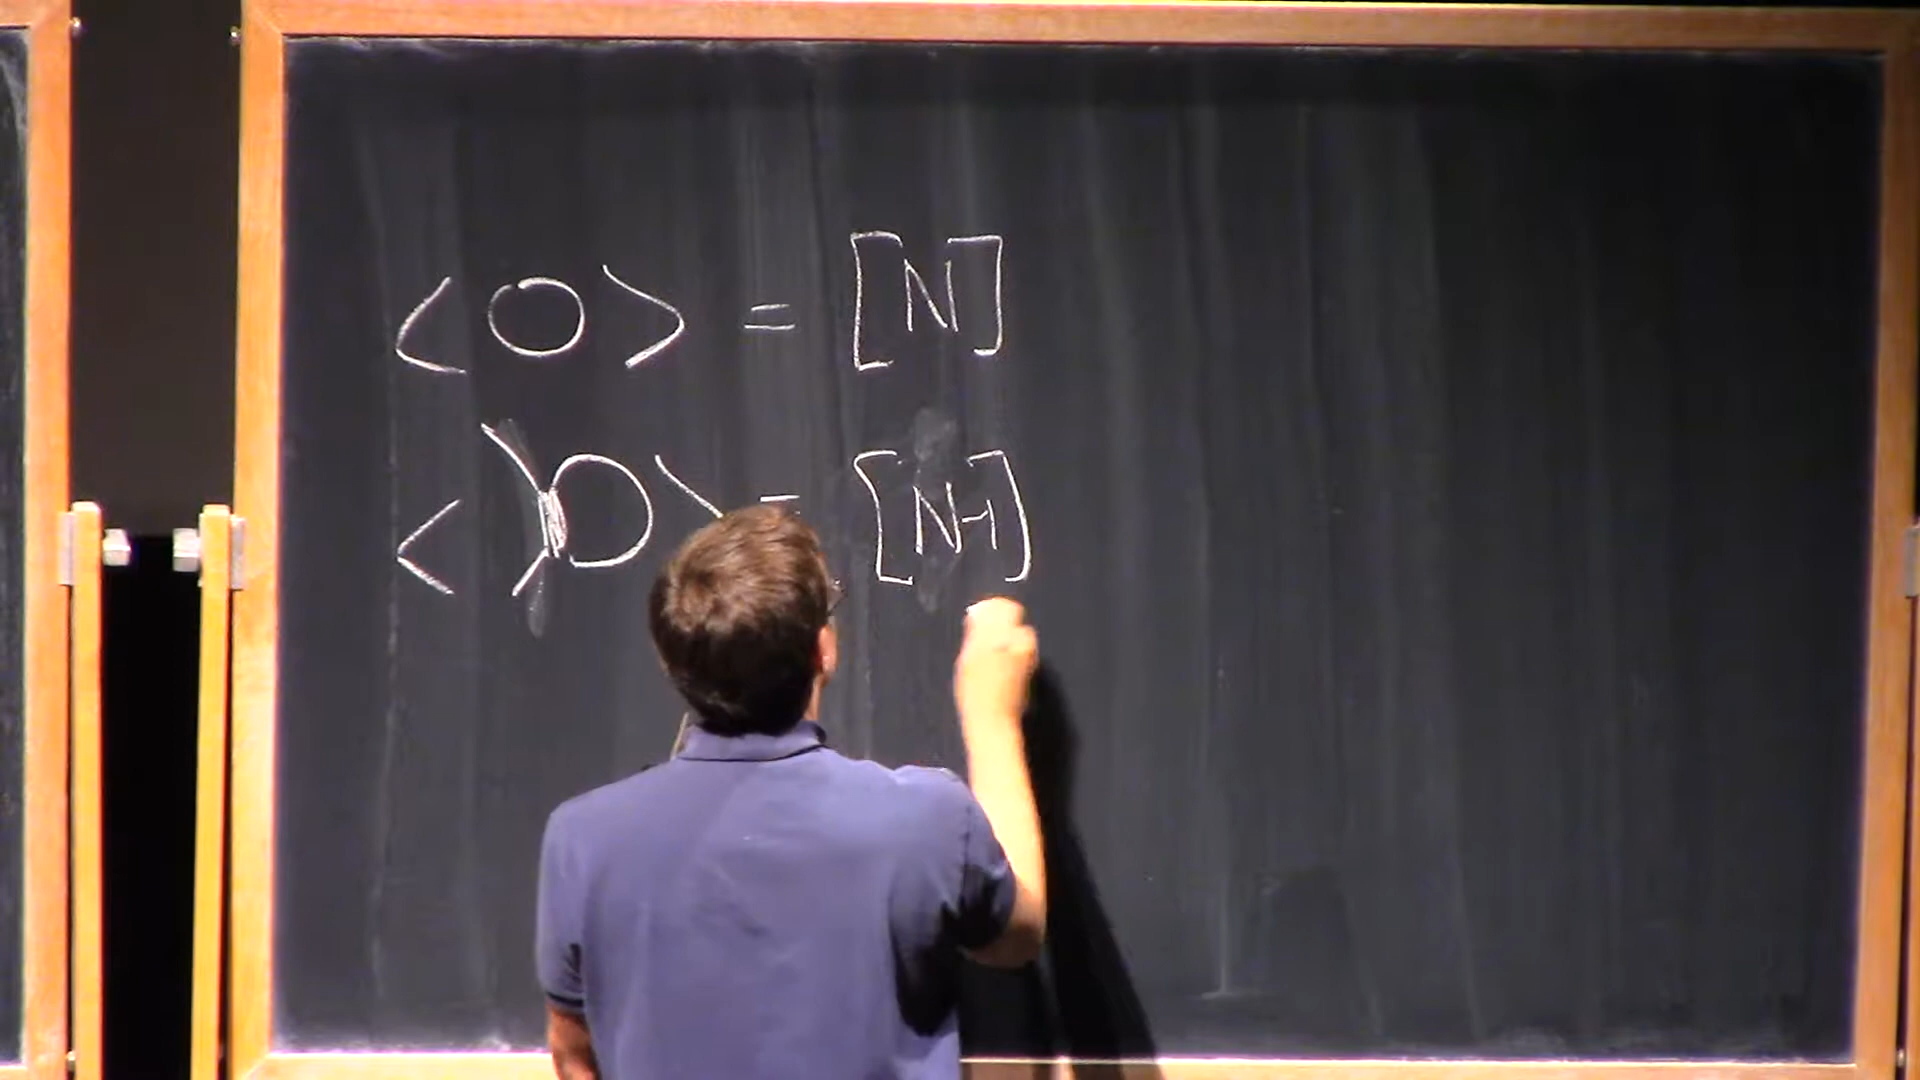 < O > = [N]
< )O > = [N-1]